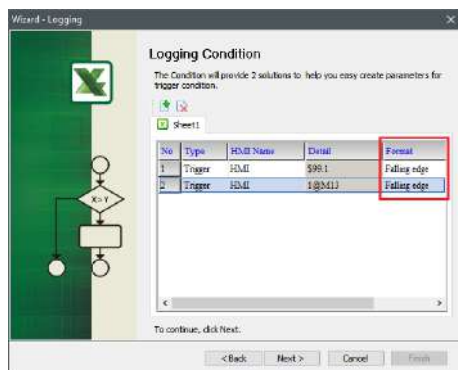 Wizard - Logging
Logging Condition
The Condition will provide 2 solutions to help you easy create parameters for
trigger condition.
Sheet1
No Type HMI Name Detail Format
1 Trigger HMI $99.1 Falling edge
2 Trigger HMI 1@M13 Falling edge
X>Y
To continue, click Next.
<Back Next > Cancel Finish